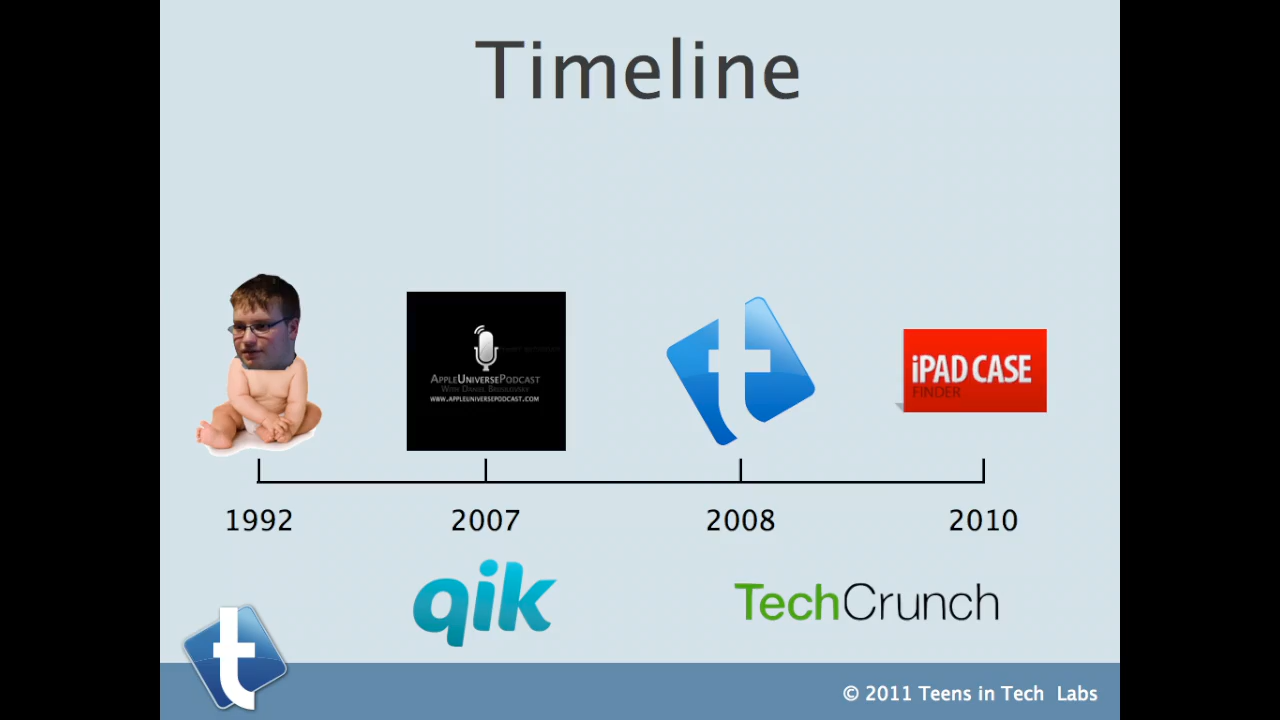 Timeline
APPLEUNIVERSEPODCAST
WWW.APPLEUNIVERSEPODCAST.COM
t
iPAD CASE
FINDER
1992
2007
2008
2010
qik
TechCrunch
t
© 2011 Teens in Tech Labs